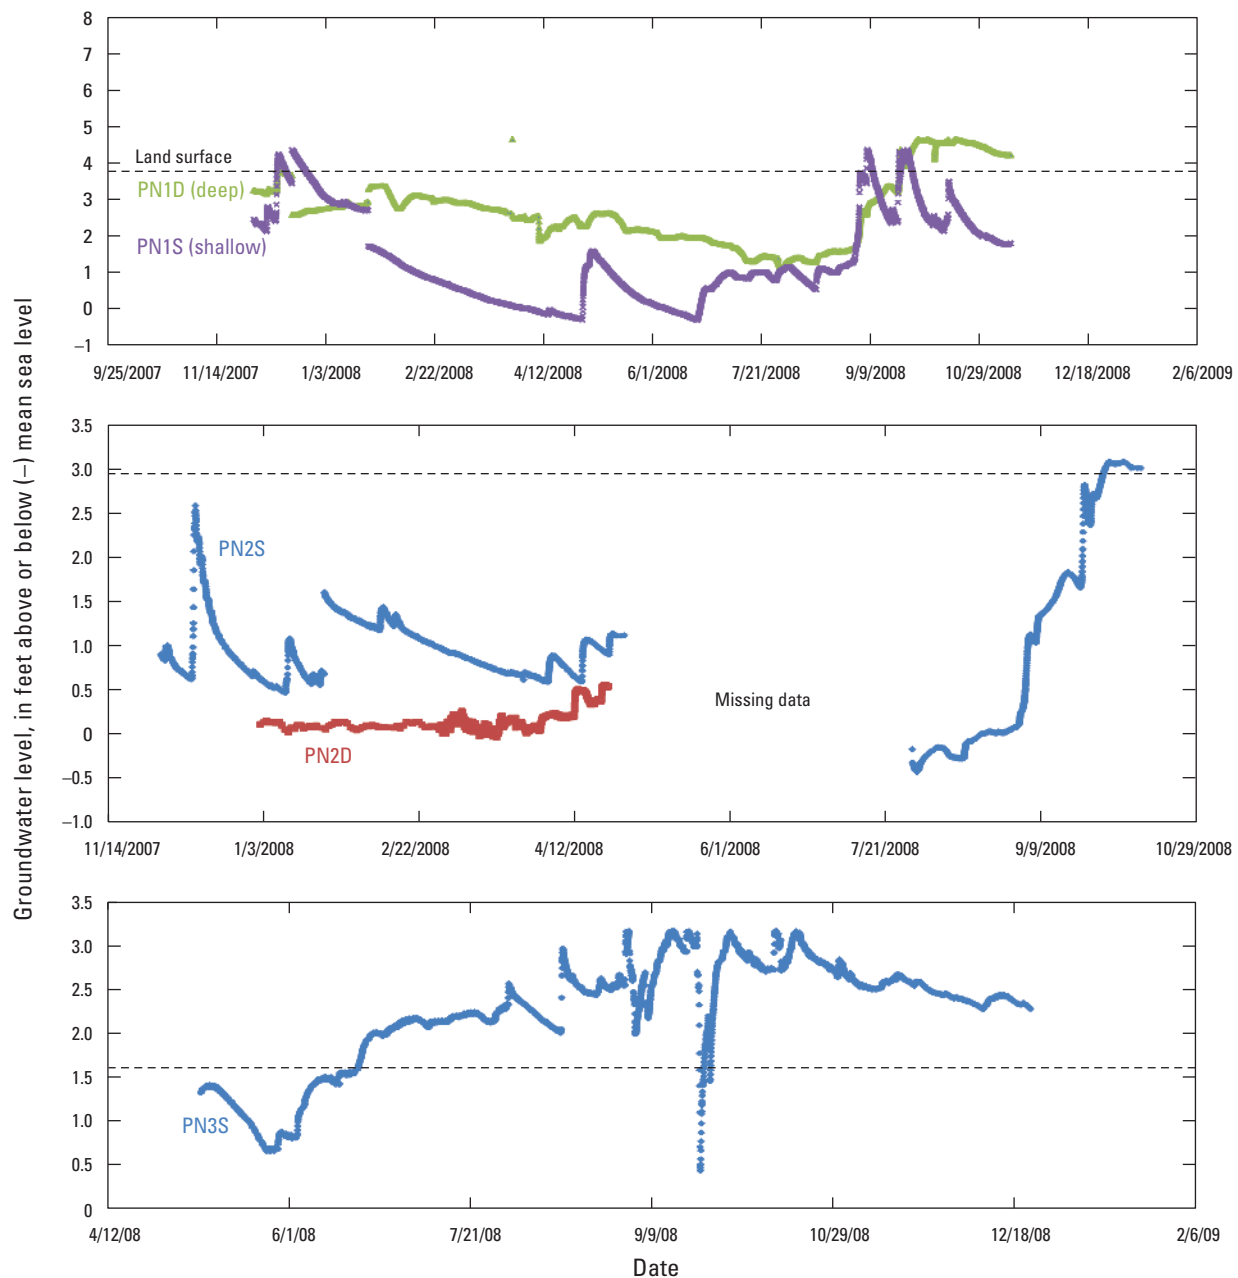 Groundwater level, in feet above or below (–) mean sea level
8
7
6
5
4
3
2
1
0
–1
Land surface
PN1D (deep)
PN1S (shallow)
9/25/2007 11/14/2007 1/3/2008 2/22/2008 4/12/2008 6/1/2008 7/21/2008 9/9/2008 10/29/2008 12/18/2008 2/6/2009
3.5
3.0
2.5
2.0
1.5
1.0
0.5
0
–0.5
–1.0
PN2S
Missing data
PN2D
11/14/2007 1/3/2008 2/22/2008 4/12/2008 6/1/2008 7/21/2008 9/9/2008 10/29/2008
3.5
3.0
2.5
2.0
1.5
1.0
0.5
0
PN3S
4/12/08 6/1/08 7/21/08 9/9/08 10/29/08 12/18/08 2/6/09
Date